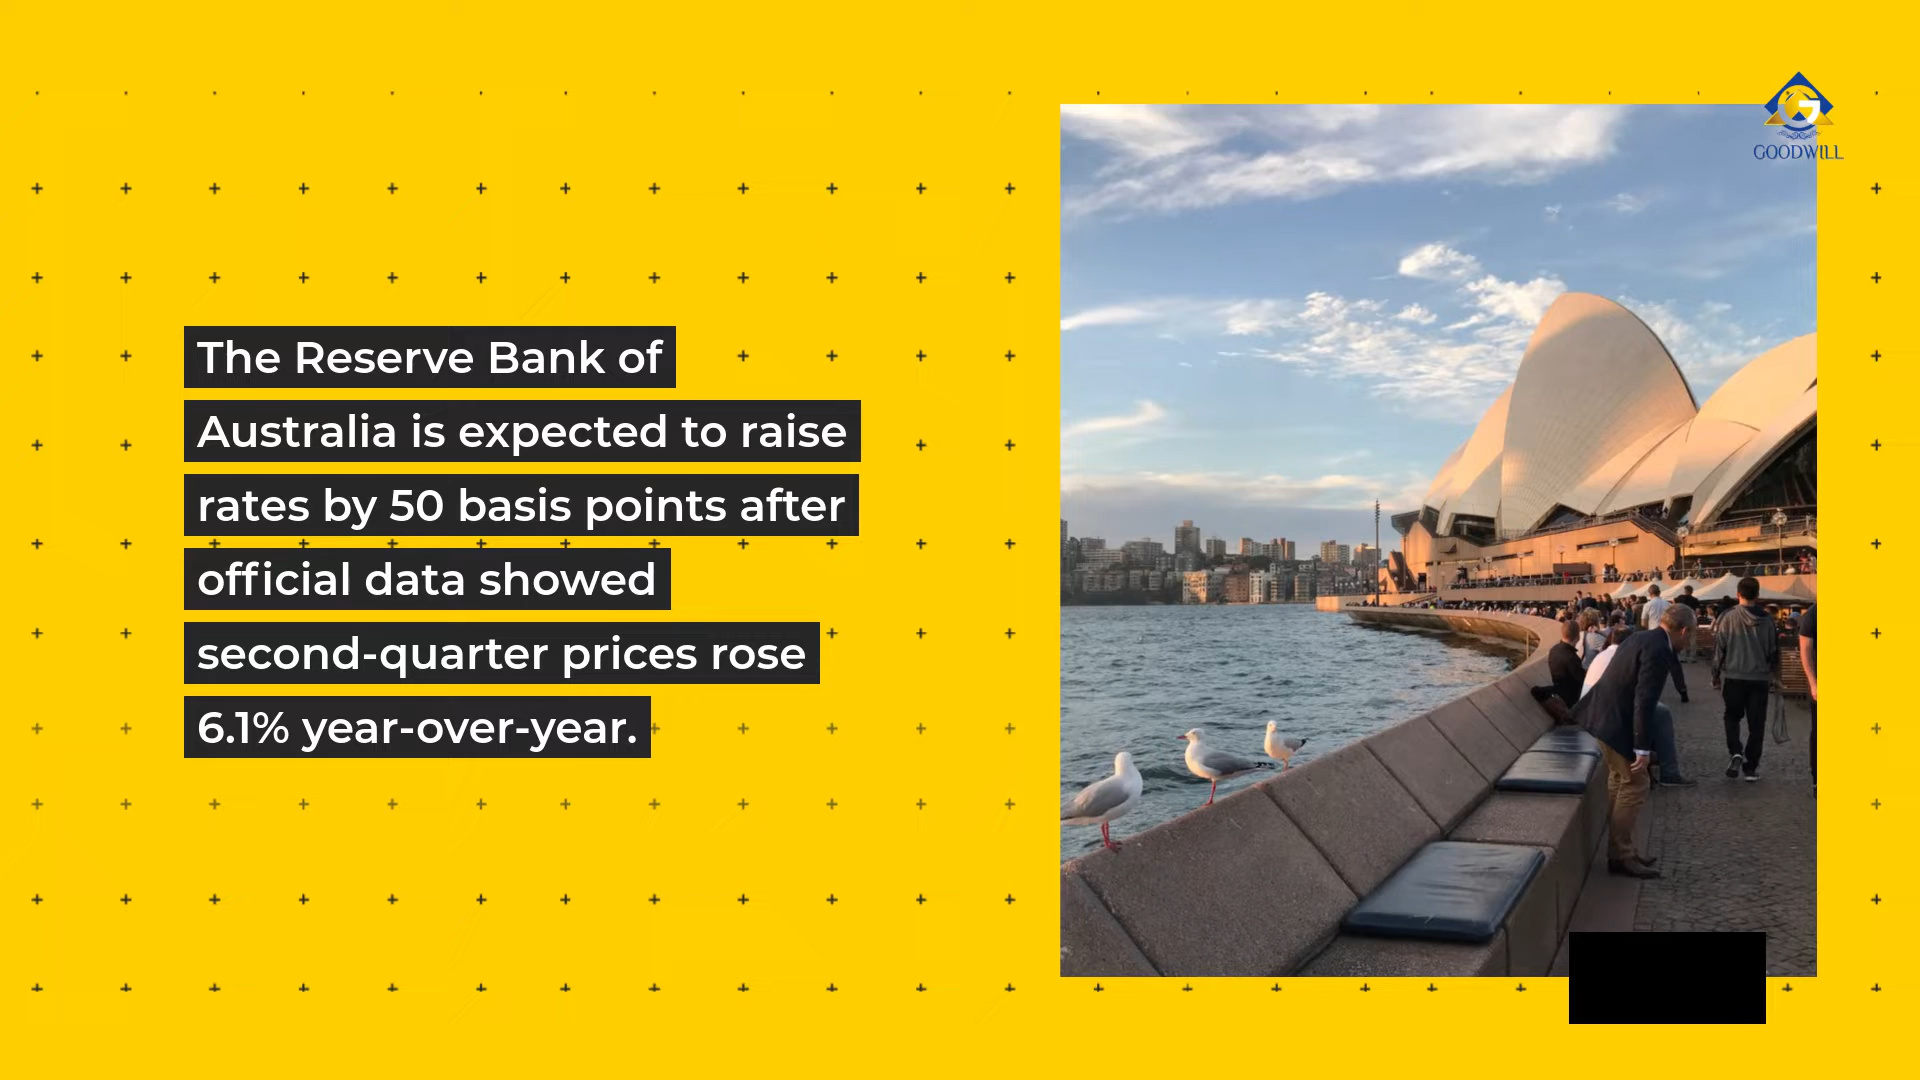 The Reserve Bank of
Australia is expected to raise
rates by 50 basis points after
official data showed
second-quarter prices rose
6.1% year-over-year.
GOODWILL